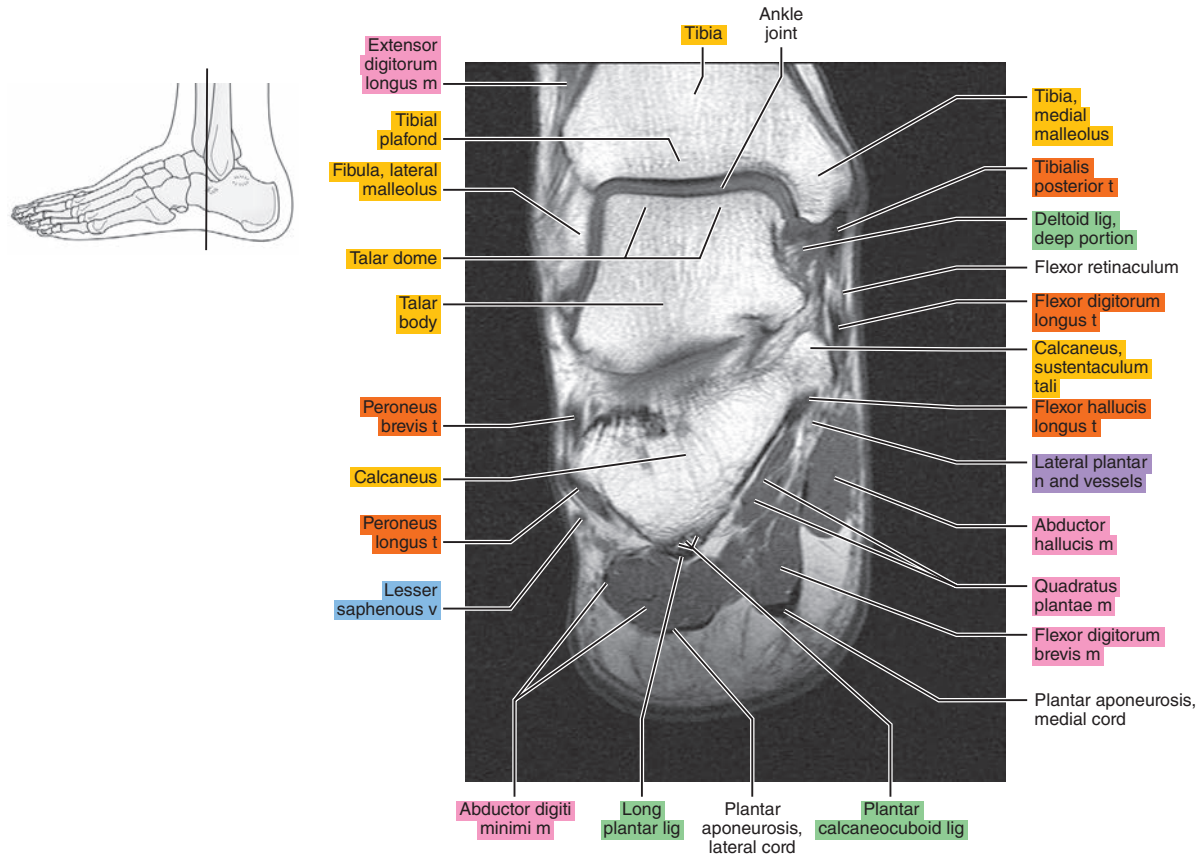 Extensor
digitorum
longus m
Tibia
Ankle
joint
Tibial
plafond
Fibula, lateral
malleolus
Talar dome
Talar
body
Peroneus
brevis t
Calcaneus
Peroneus
longus t
Lesser
saphenous v
Tibia,
medial
malleolus
Tibialis
posterior t
Deltoid lig,
deep portion
Flexor retinaculum
Flexor digitorum
longus t
Calcaneus,
sustentaculum
tali
Flexor hallucis
longus t
Lateral plantar
n and vessels
Abductor
hallucis m
Quadratus
plantae m
Flexor digitorum
brevis m
Plantar aponeurosis,
medial cord
Abductor digiti
minimi m
Long
plantar lig
Plantar
aponeurosis,
lateral cord
Plantar
calcaneocuboid lig